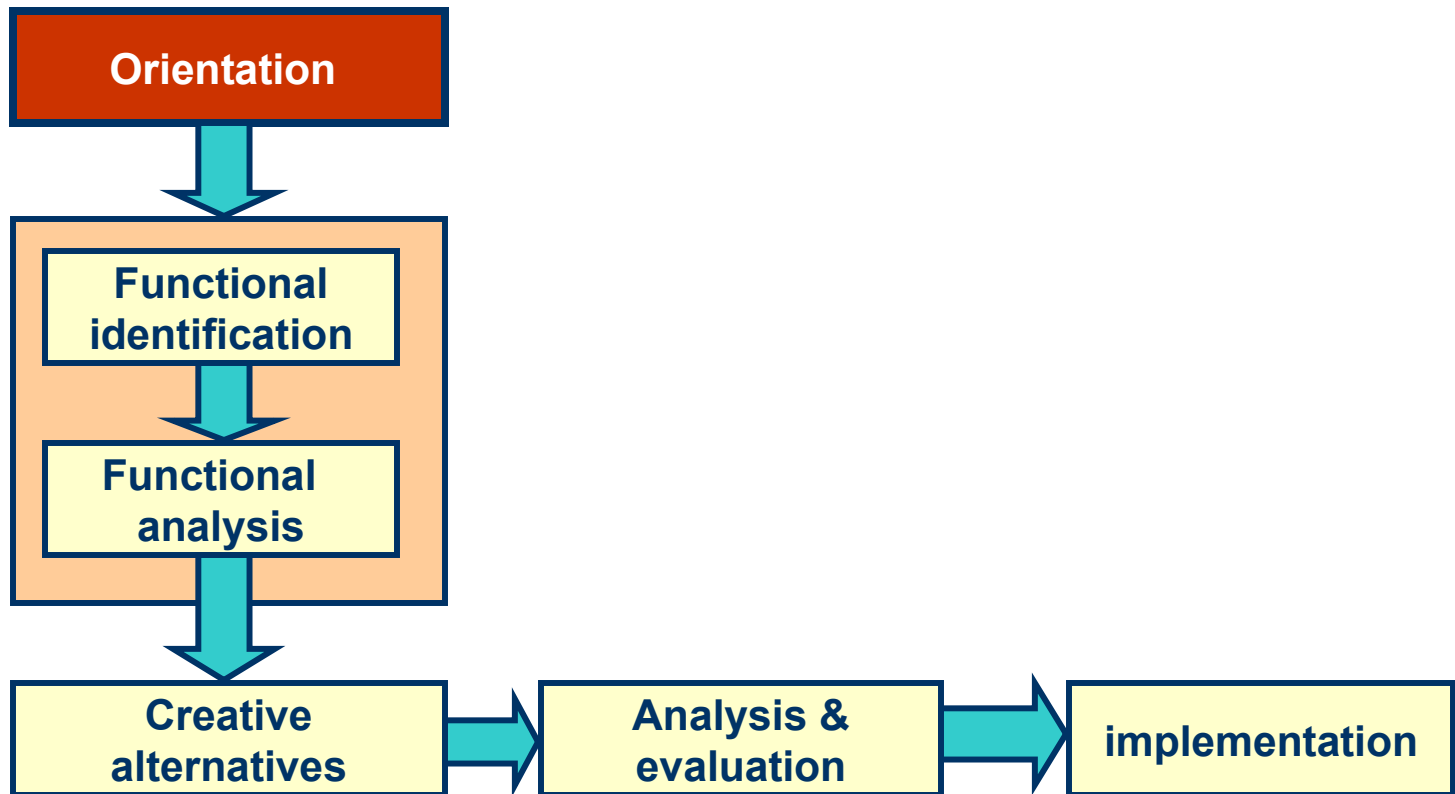 Orientation
Functional
identification
Functional
analysis
Creative
alternatives
Analysis &
evaluation
implementation